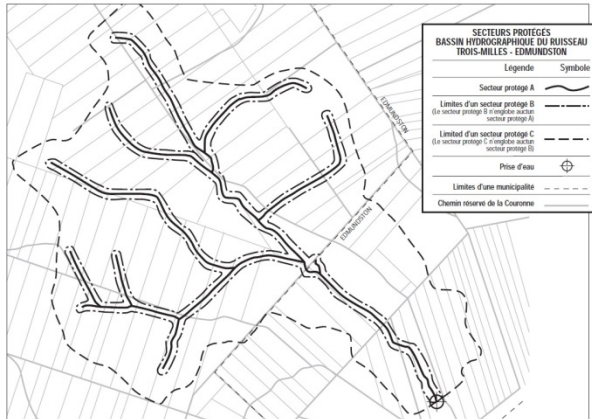 SECTEURS PROTÉGÉS
BASSIN HYDROGRAPHIQUE DU RUISSEAU
TROIS-MILLES - EDMUNDSTON
Légende Symbole
Secteur protégé A
Limites d'un secteur protégé B
(Le secteur protégé B n'englobe aucun
secteur protégé A)
Limited d'un secteur protégé C
(Le secteur protégé C n'englobe aucun
secteur protégé B)
Prise d'eau
Limites d'une municipalité
Chemin réservé de la Couronne
EDMUNDSTON
EDMUNDSTON